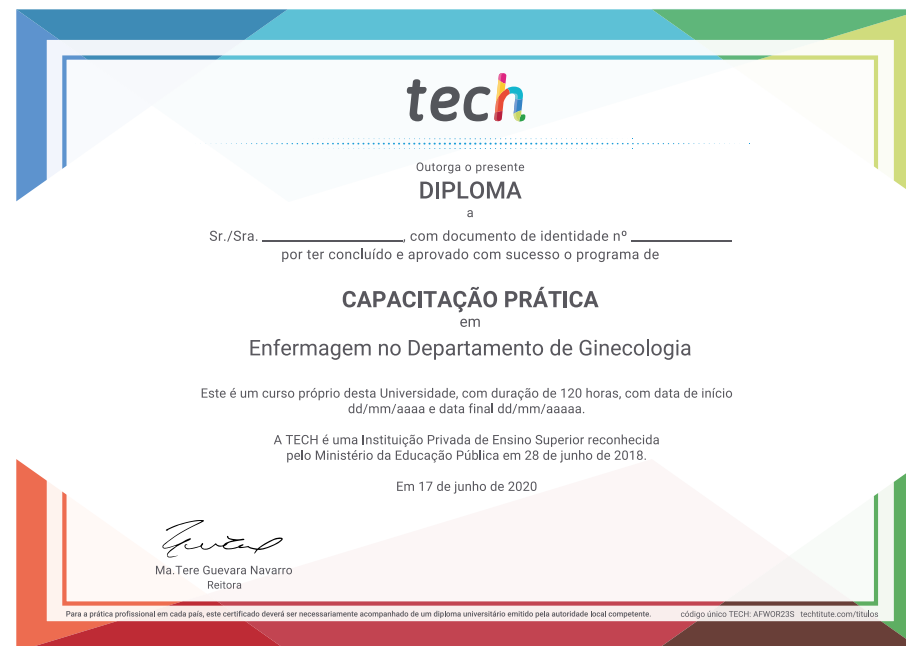 tech
Outorga o presente
DIPLOMA
a
Sr./Sra. , com documento de identidade nº
por ter concluído e aprovado com sucesso o programa de
CAPACITAÇÃO PRÁTICA
em
Enfermagem no Departamento de Ginecologia
Este é um curso próprio desta Universidade, com duração de 120 horas, com data de início
dd/mm/aaaa e data final dd/mm/aaaaa.
A TECH é uma Instituição Privada de Ensino Superior reconhecida
pelo Ministério da Educação Pública em 28 de junho de 2018.
Em 17 de junho de 2020
Ma.Tere Guevara Navarro
Reitora
Para a prática profissional em cada país, este certificado deverá ser necessariamente acompanhado de um diploma universitário emitido pela autoridade local competente. código único TECH: AFWOR23S techtitute.com/titulos